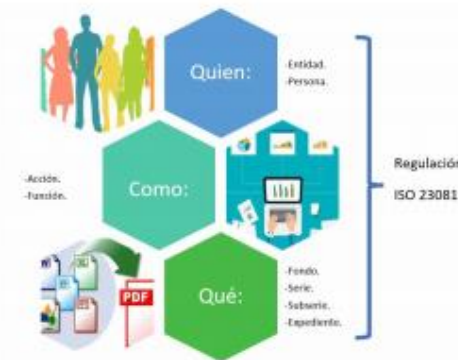 Quien:
-Entidad.
-Persona.
-Acción.
-Función.
Como:
Regulación
ISO 23081
Qué:
-Fondo.
-Serie.
-Subserie.
-Expediente.
PDF